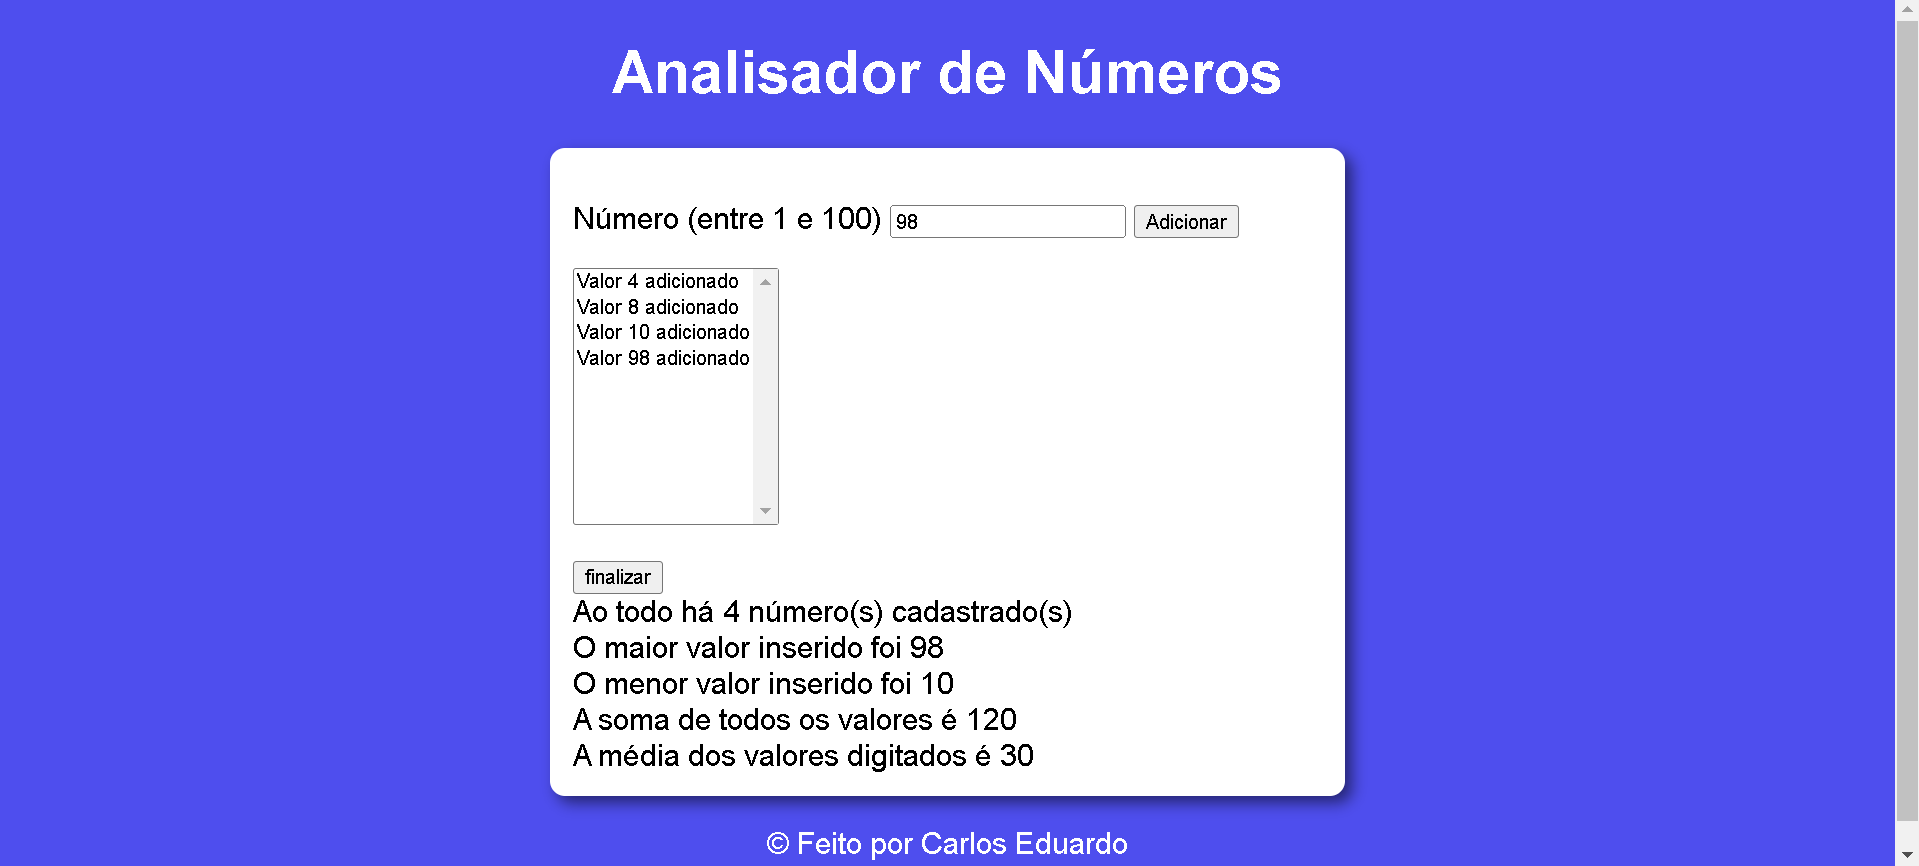 Analisador de Números
Número (entre 1 e 100) 98 Adicionar
Valor 4 adicionado
Valor 8 adicionado
Valor 10 adicionado
Valor 98 adicionado
finalizar
Ao todo há 4 número(s) cadastrado(s)
O maior valor inserido foi 98
O menor valor inserido foi 10
A soma de todos os valores é 120
A média dos valores digitados é 30
© Feito por Carlos Eduardo